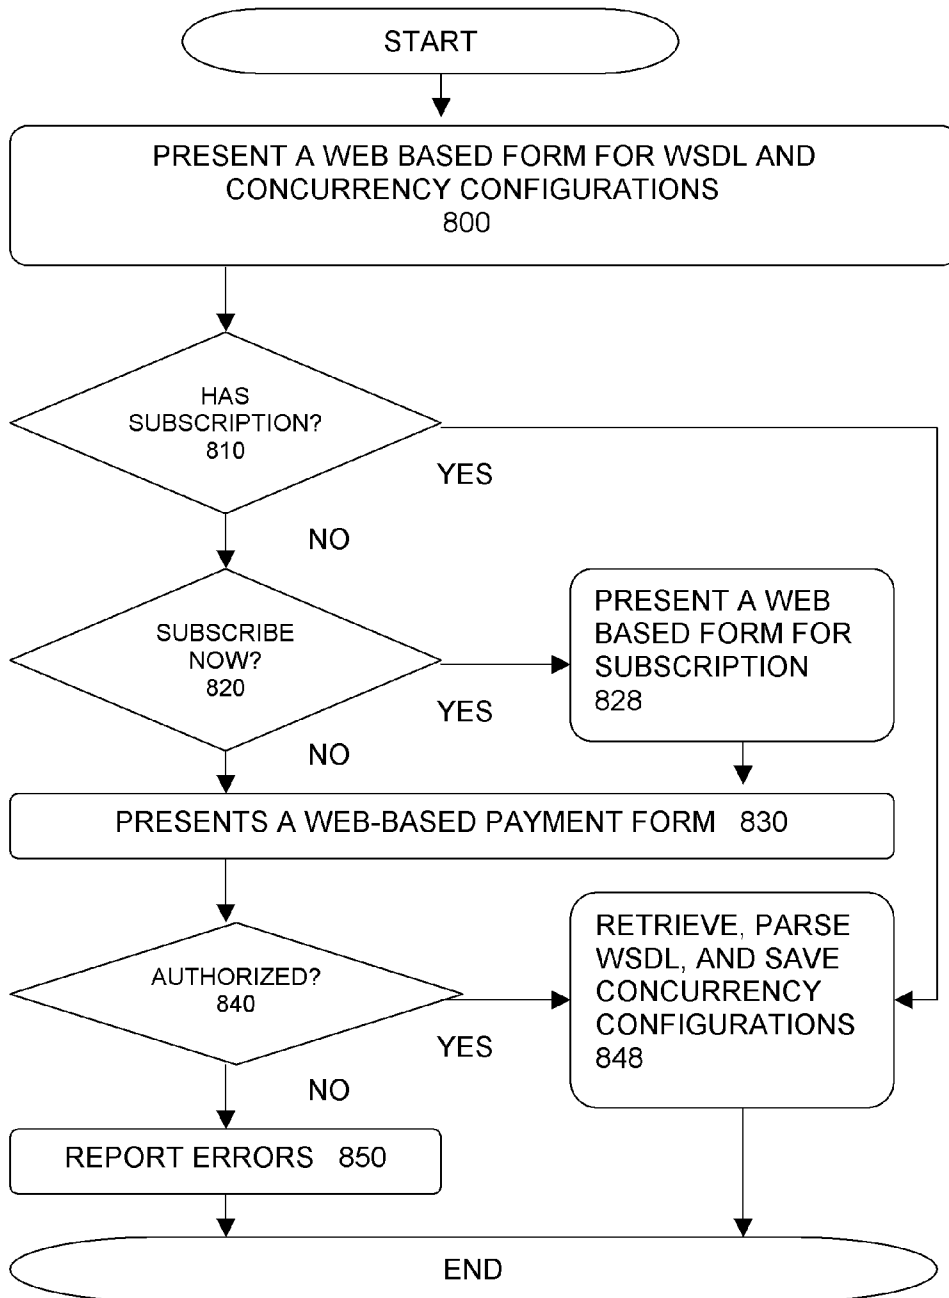 START
PRESENT A WEB BASED FORM FOR WSDL AND
CONCURRENCY CONFIGURATIONS
800
HAS
SUBSCRIPTION?
810
YES
NO
SUBSCRIBE
NOW?
820
YES
NO
PRESENT A WEB
BASED FORM FOR
SUBSCRIPTION
828
PRESENTS A WEB-BASED PAYMENT FORM 830
AUTHORIZED?
840
YES
NO
RETRIEVE, PARSE
WSDL, AND SAVE
CONCURRENCY
CONFIGURATIONS
848
REPORT ERRORS 850
END